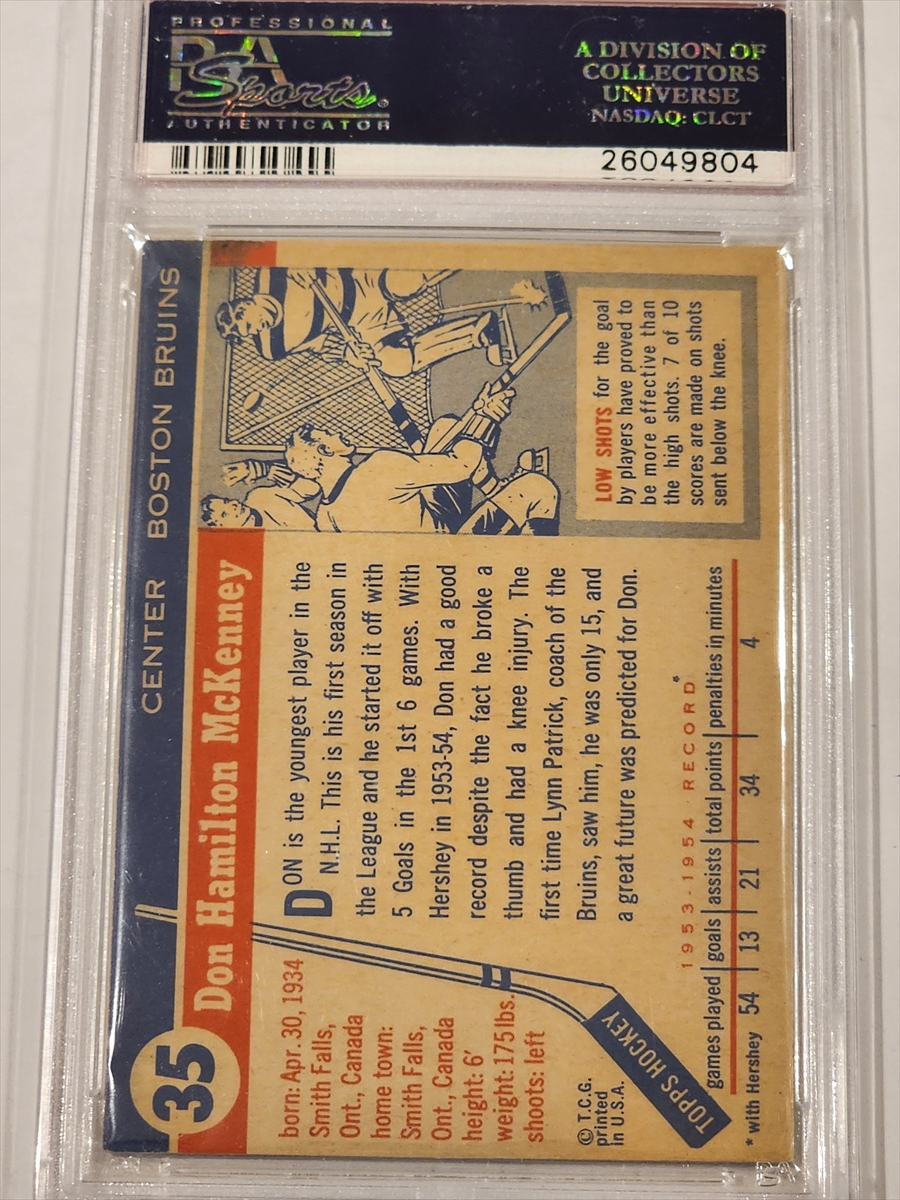 PROFESSIONAL
PSA
Sports®
AUTHENTICATOR
A DIVISION OF
COLLECTORS
UNIVERSE
NASDAQ: CLCT
26049804
35
CENTER BOSTON BRUINS
Don Hamilton McKenney
born: Apr. 30, 1934
Smith Falls,
Ont., Canada
home town:
Smith Falls,
Ont., Canada
height: 6'
weight: 175 lbs.
shoots: left
© T.C.G.
printed
in U.S.A.
TOPPS HOCKEY
DON is the youngest player in the
N.H.L. This is his first season in
the League and he started it off with
5 Goals in the 1st 6 games. With
Hershey in 1953-54, Don had a good
record despite the fact he broke a
thumb and had a knee injury. The
first time Lynn Patrick, coach of the
Bruins, saw him, he was only 15, and
a great future was predicted for Don.
LOW SHOTS for the goal
by players have proved to
be more effective than
the high shots. 7 of 10
scores are made on shots
sent below the knee.
1953-1954 RECORD*
games played goals assists total points penalties in minutes
54 13 21 34 4
* with Hershey